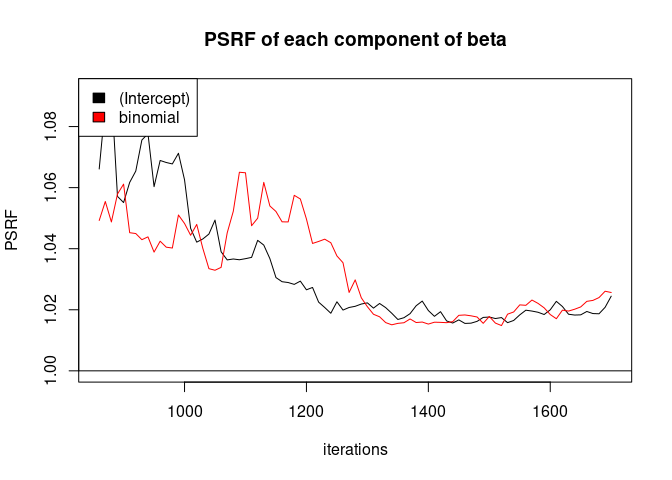 PSRF of each component of beta
(Intercept)
binomial
PSRF
1.08
1.06
1.04
1.02
1.00
1000 1200 1400 1600
iterations